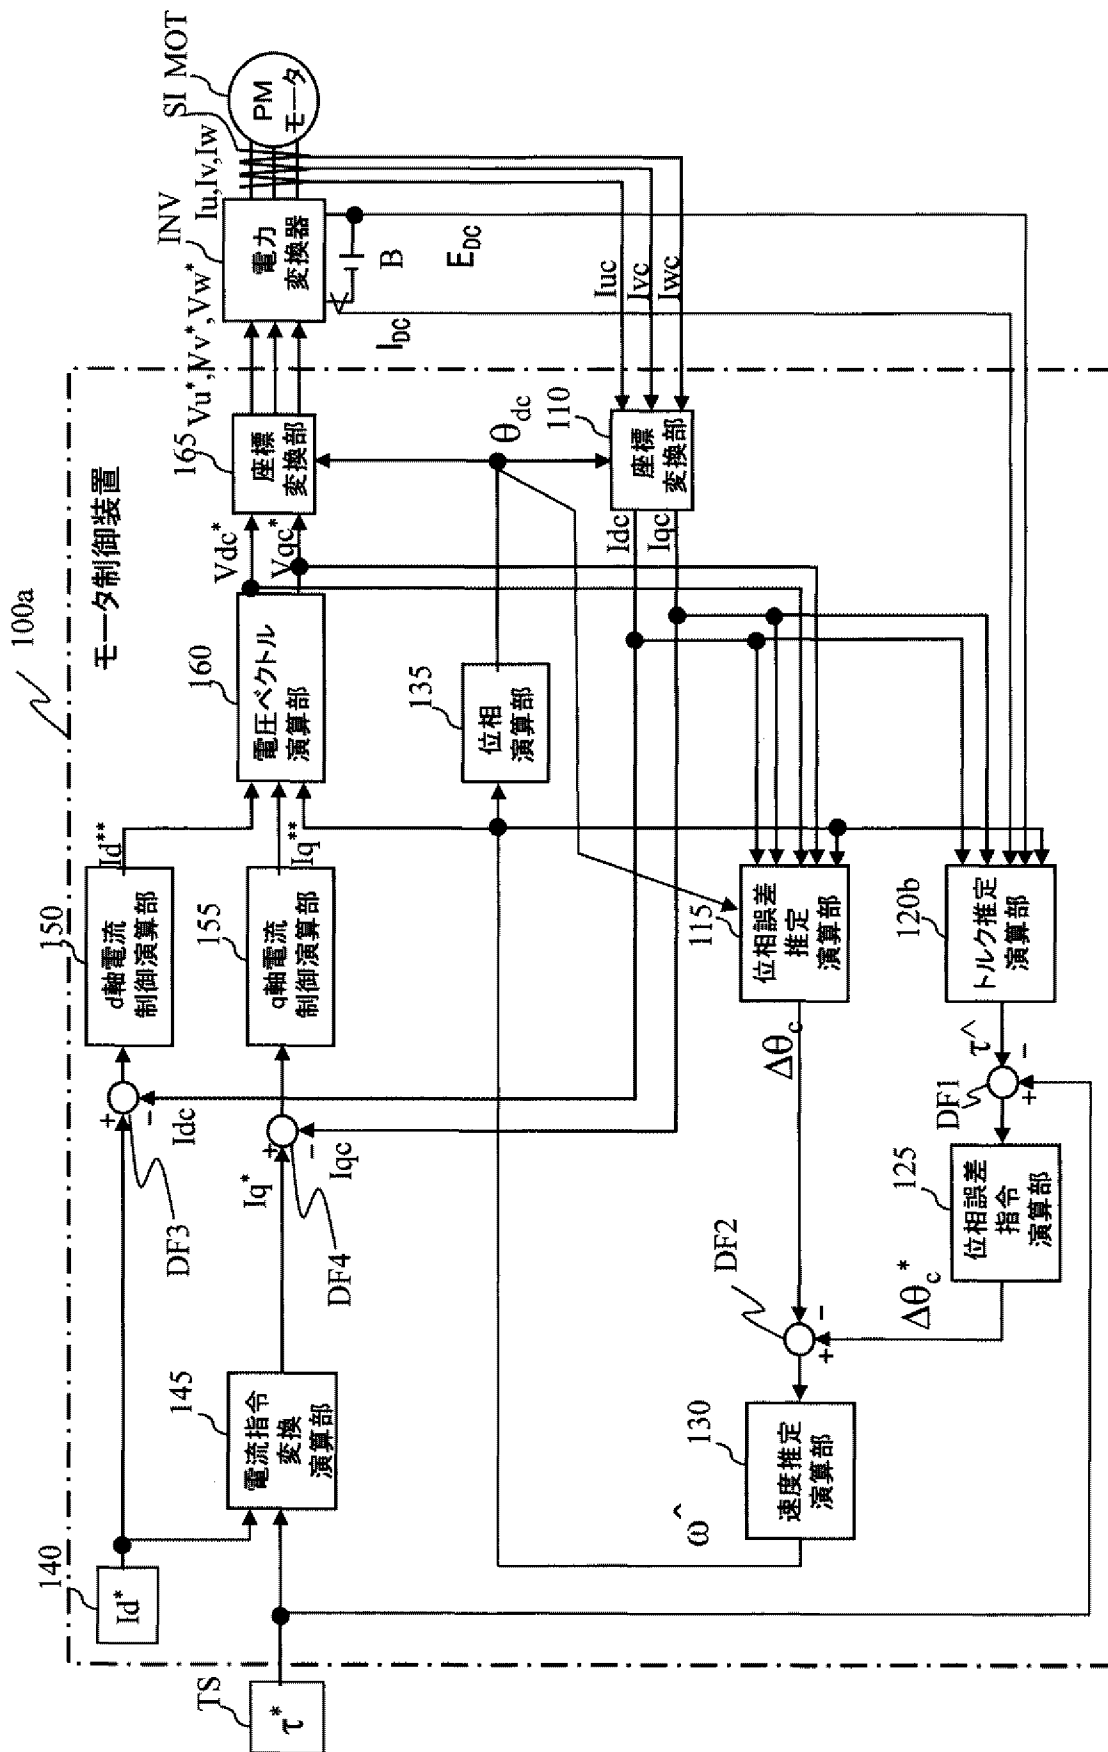 100a
モータ制御装置
TS
τ*
140
Id*
145
電流指令
変換
演算部
DF3
+
−
Idc
Iq*
+
−
Iqc
DF4
150
d軸電流
制御演算部
Id**
155
q軸電流
制御演算部
Iq**
160
電圧ベクトル
演算部
Vdc*
Vqc*
165
座標
変換部
Vu*,Vv*,Vw*
INV
電力
変換器
Iu,Iv,Iw
SI
MOT
PM
モータ
B
EDC
IDC
135
位相
演算部
θdc
110
座標
変換部
Iuc
Ivc
Iwc
Idc
Iqc
115
位相誤差
推定
演算部
Δθc
120b
トルク推定
演算部
τ^
DF1
−
+
125
位相誤差
指令
演算部
Δθc*
DF2
−
+
130
速度推定
演算部
ω^